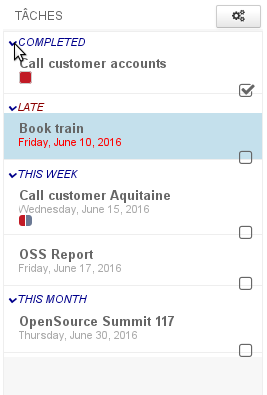 TÂCHES
COMPLETED
Call customer accounts
LATE
Book train
Friday, June 10, 2016
THIS WEEK
Call customer Aquitaine
Wednesday, June 15, 2016
OSS Report
Friday, June 17, 2016
THIS MONTH
OpenSource Summit 117
Thursday, June 30, 2016